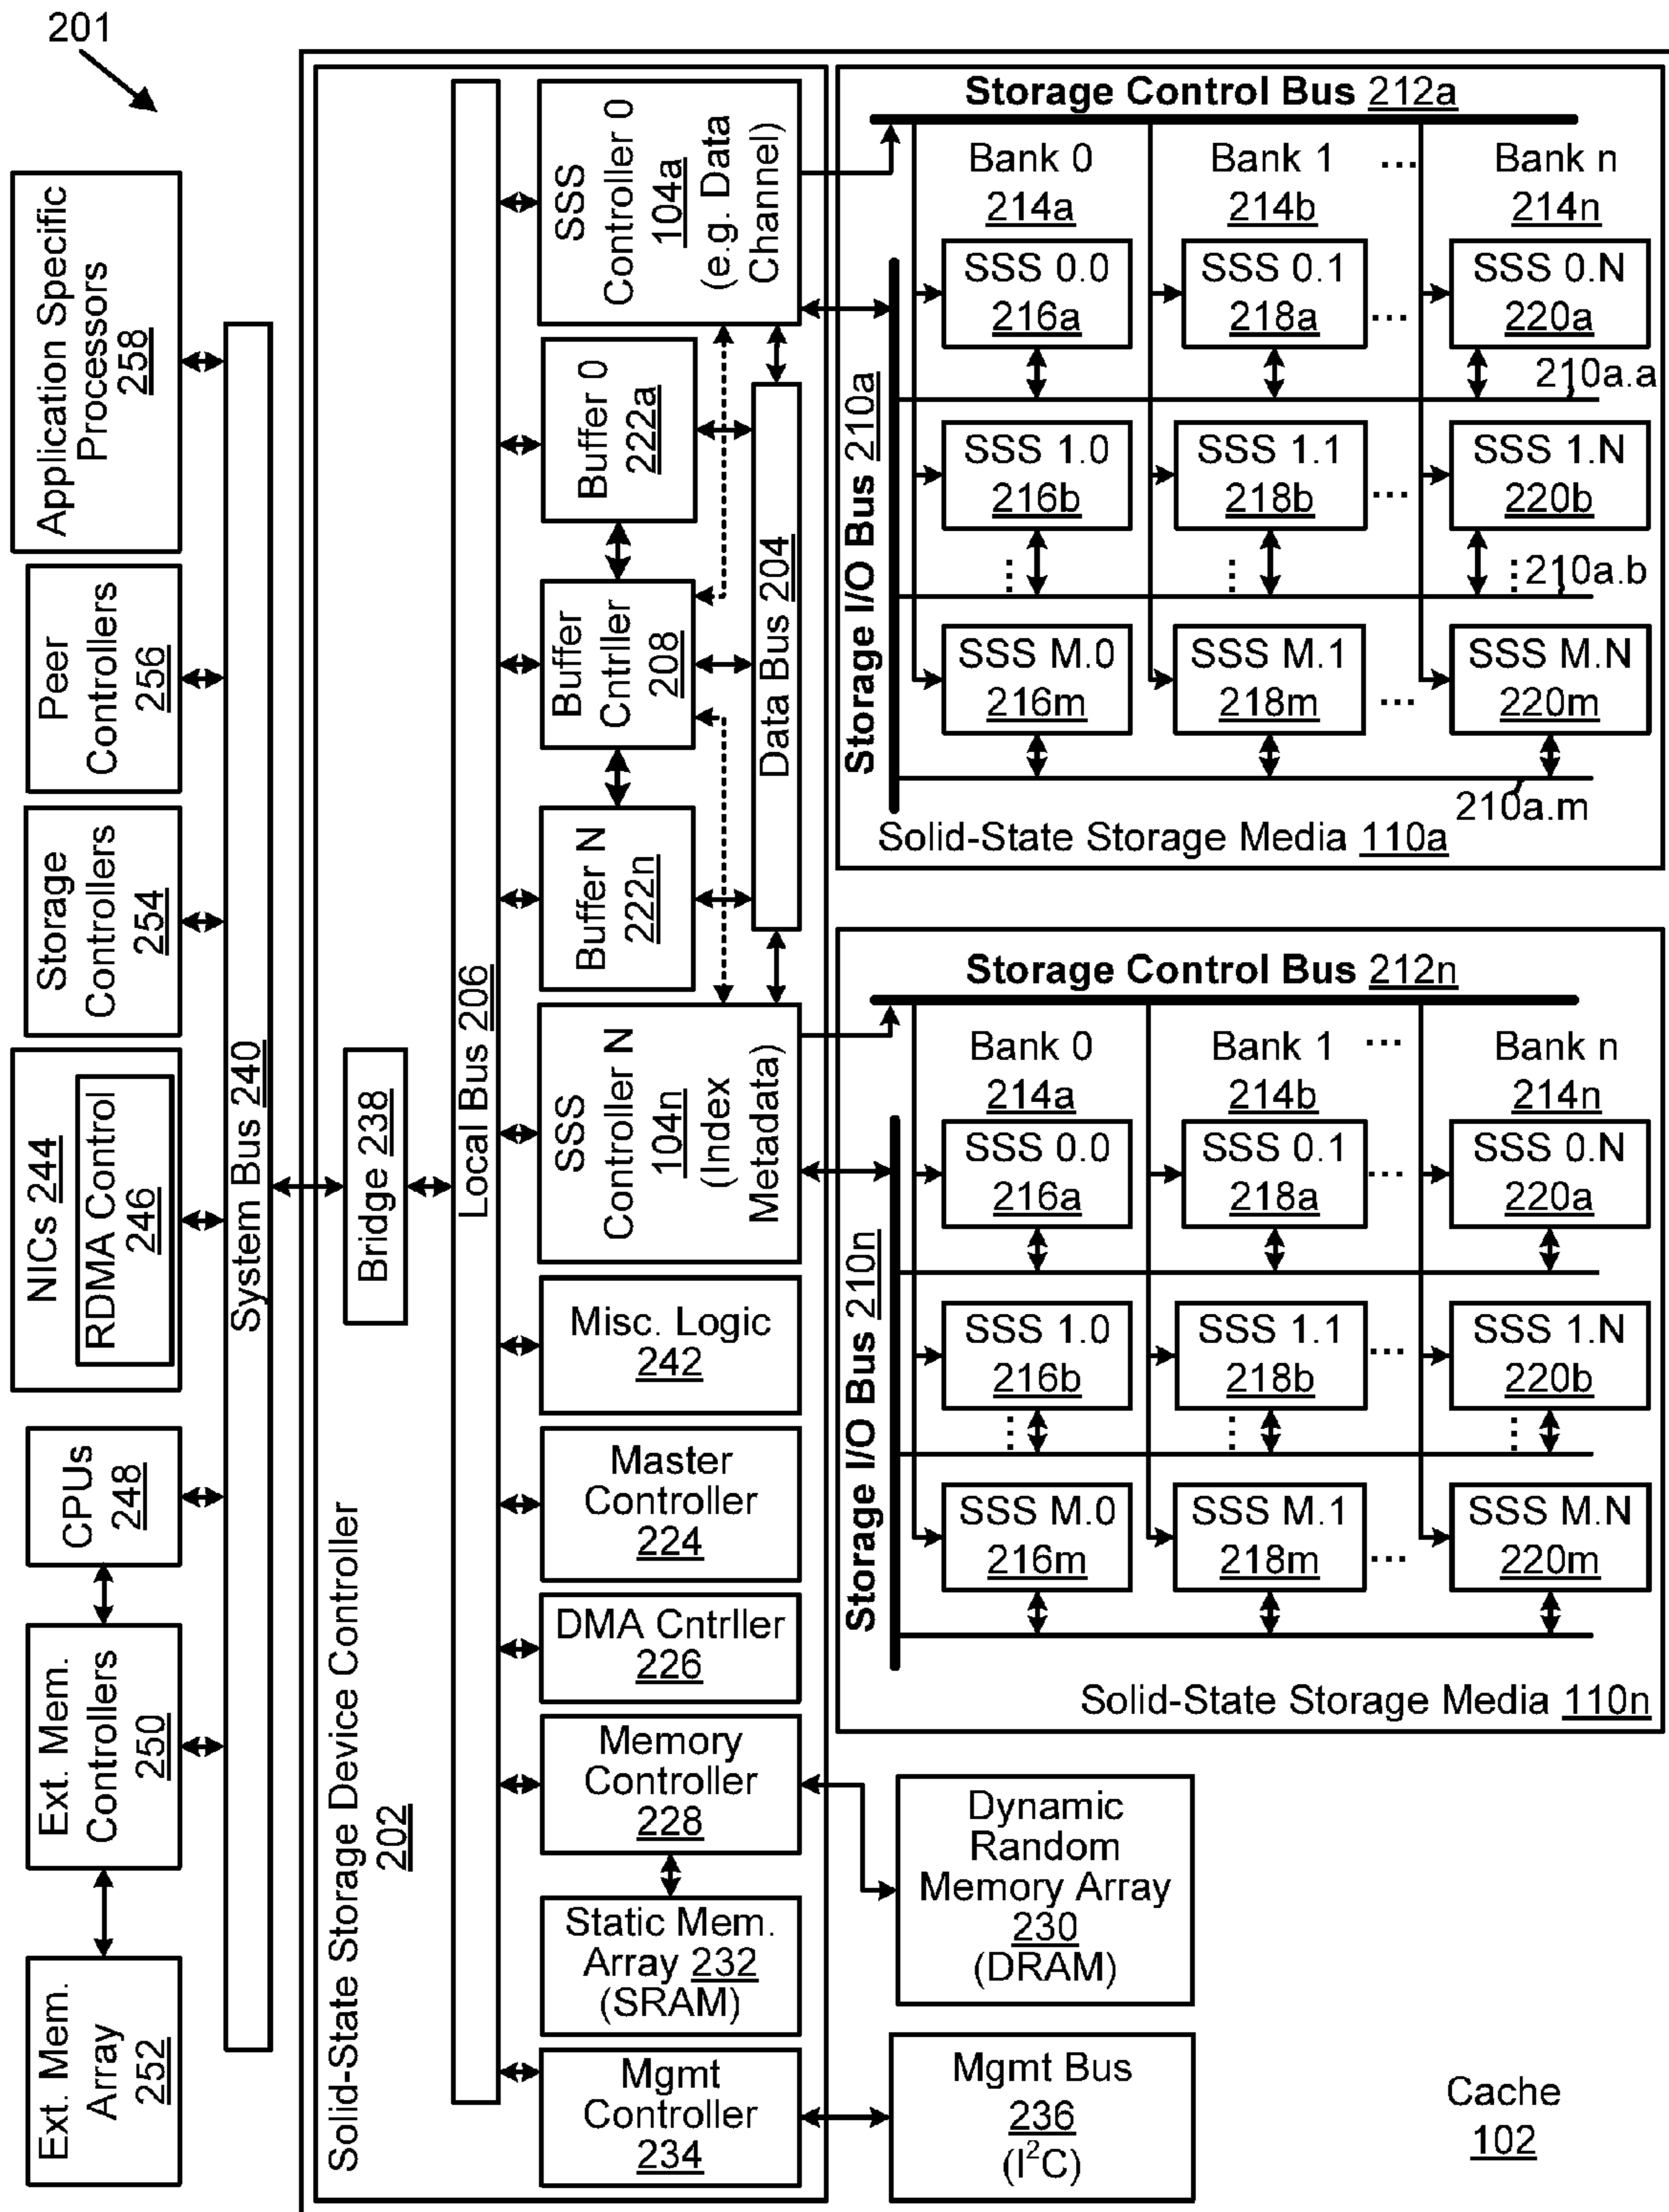 201
Application Specific
Processors
258
Peer
Controllers
256
Storage
Controllers
254
NICs 244
RDMA Control
246
CPUs
248
Ext. Mem.
Controllers
250
Ext. Mem.
Array
252
System Bus 240
Solid-State Storage Device Controller
202
Bridge 238
Local Bus 206
SSS
Controller 0
104a
(e.g. Data
Channel)
Buffer 0
222a
Buffer
Cntrller
208
Buffer N
222n
Data Bus 204
SSS
Controller N
104n
(Index
Metadata)
Misc. Logic
242
Master
Controller
224
DMA Cntrller
226
Memory
Controller
228
Static Mem.
Array 232
(SRAM)
Mgmt
Controller
234
Storage Control Bus 212a
Storage I/O Bus 210a
Bank 0 Bank 1 ... Bank n
214a 214b 214n
SSS 0.0 SSS 0.1 SSS 0.N
216a 218a ... 220a
210a.a
SSS 1.0 SSS 1.1 SSS 1.N
216b 218b ... 220b
... ... ... 210a.b
SSS M.0 SSS M.1 SSS M.N
216m 218m ... 220m
210a.m
Solid-State Storage Media 110a
Storage Control Bus 212n
Storage I/O Bus 210n
Bank 0 Bank 1 ... Bank n
214a 214b 214n
SSS 0.0 SSS 0.1 ... SSS 0.N
216a 218a 220a
SSS 1.0 SSS 1.1 ... SSS 1.N
216b 218b 220b
... ... ...
SSS M.0 SSS M.1 SSS M.N
216m 218m ... 220m
Solid-State Storage Media 110n
Dynamic
Random
Memory Array
230
(DRAM)
Mgmt Bus
236
(I²C)
Cache
102